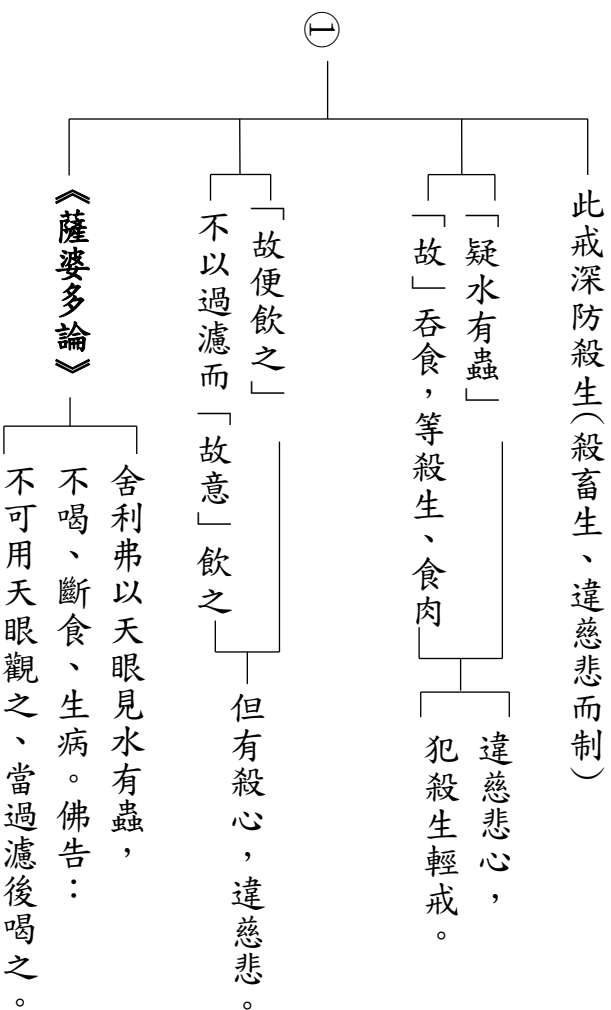 ①
此戒深防殺生(殺畜生、違慈悲而制)
「疑水有蟲」
「故」吞食,等殺生、食肉
違慈悲心,
犯殺生輕戒。
「故便飲之」
不以過濾而「故意」飲之
但有殺心,違慈悲。
《薩婆多論》
舍利弗以天眼見水有蟲,
不喝、斷食、生病。佛告:
不可用天眼觀之、當過濾後喝之。